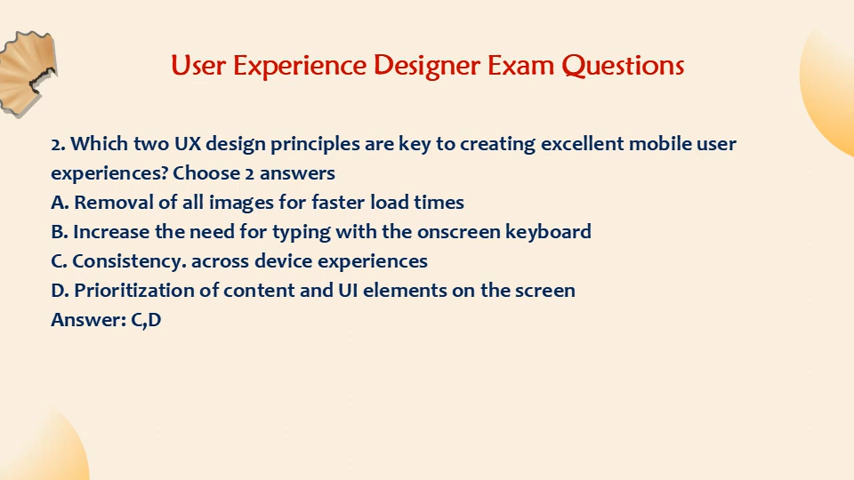 User Experience Designer Exam Questions
2. Which two UX design principles are key to creating excellent mobile user
experiences? Choose 2 answers
A. Removal of all images for faster load times
B. Increase the need for typing with the onscreen keyboard
C. Consistency. across device experiences
D. Prioritization of content and UI elements on the screen
Answer: C,D